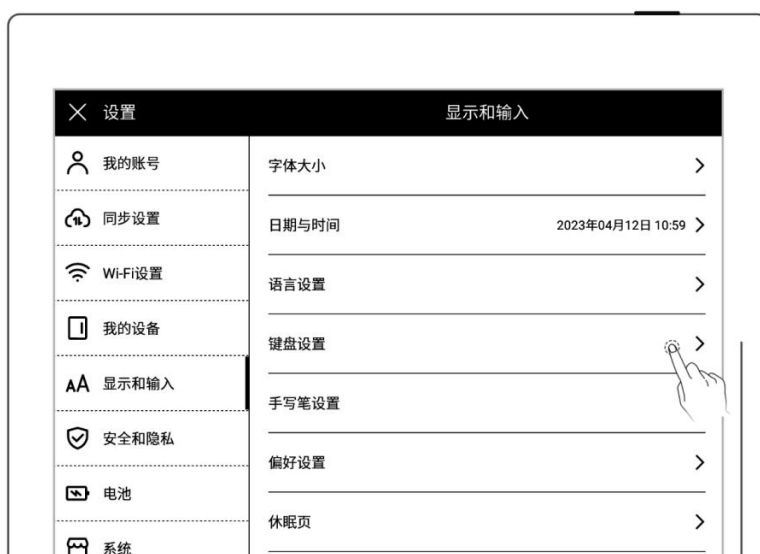 设置
显示和输入
我的账号
同步设置
Wi-Fi设置
我的设备
AA 显示和输入
安全和隐私
电池
系统
字体大小
日期与时间 2023年04月12日 10:59
语言设置
键盘设置
手写笔设置
偏好设置
休眠页